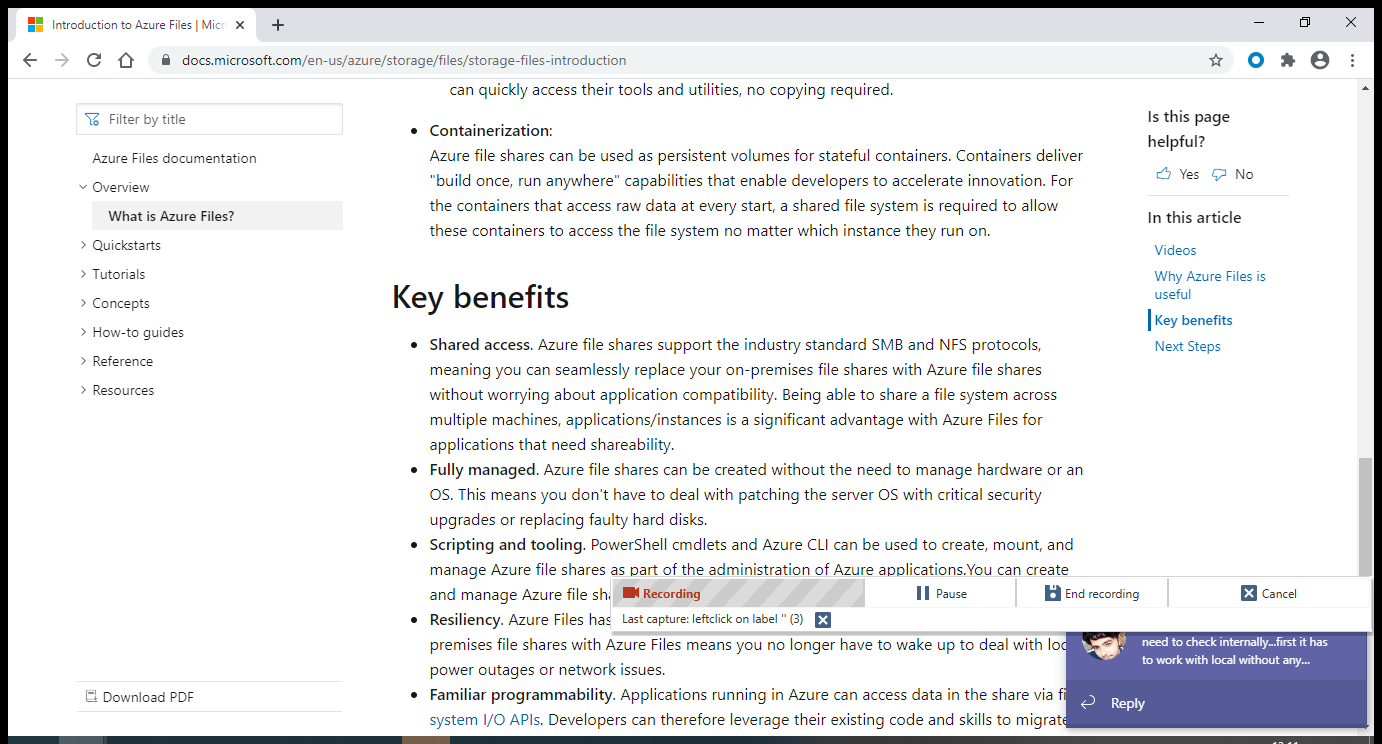 Introduction to Azure Files | Micr
docs.microsoft.com/en-us/azure/storage/files/storage-files-introduction
Filter by title
Azure Files documentation
Overview
What is Azure Files?
Quickstarts
Tutorials
Concepts
How-to guides
Reference
Resources
Download PDF
can quickly access their tools and utilities, no copying required.
Containerization:
Azure file shares can be used as persistent volumes for stateful containers. Containers deliver
"build once, run anywhere" capabilities that enable developers to accelerate innovation. For
the containers that access raw data at every start, a shared file system is required to allow
these containers to access the file system no matter which instance they run on.
Key benefits
Shared access. Azure file shares support the industry standard SMB and NFS protocols,
meaning you can seamlessly replace your on-premises file shares with Azure file shares
without worrying about application compatibility. Being able to share a file system across
multiple machines, applications/instances is a significant advantage with Azure Files for
applications that need shareability.
Fully managed. Azure file shares can be created without the need to manage hardware or an
OS. This means you don't have to deal with patching the server OS with critical security
upgrades or replacing faulty hard disks.
Scripting and tooling. PowerShell cmdlets and Azure CLI can be used to create, mount, and
manage Azure file shares as part of the administration of Azure applications.You can create
and manage Azure file sha
Resiliency. Azure Files has
premises file shares with Azure Files means you no longer have to wake up to deal with loc
power outages or network issues.
Familiar programmability. Applications running in Azure can access data in the share via fi
system I/O APIs. Developers can therefore leverage their existing code and skills to migrate
Is this page
helpful?
Yes No
In this article
Videos
Why Azure Files is
useful
Key benefits
Next Steps
Recording
Pause
End recording
Cancel
Last capture: leftclick on label '' (3)
need to check internally...first it has
to work with local without any...
Reply